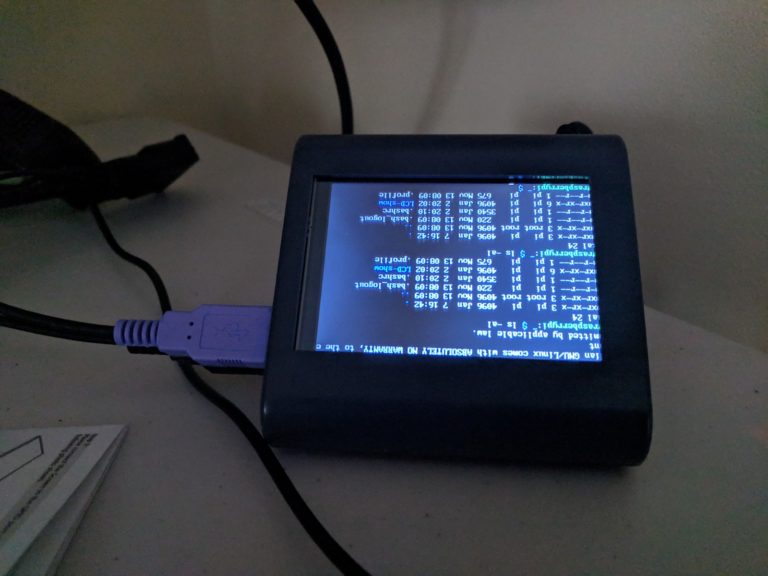 ian GNU/Linux comes with ABSOLUTELY NO WARRANTY, to the e
nt
mitted by applicable law.
raspberrypi:~ $ ls -al
al 24
xr-xr-x 3 pi pi 4096 Jan 7 16:42 .
xr-xr-x 3 root root 4096 Nov 13 08:09 ..
-r--r-- 1 pi pi 220 Nov 13 08:09 .bash_logout
-r--r-- 1 pi pi 3540 Jan 2 20:10 .bashrc
xr-xr-x 6 pi pi 4096 Jan 2 20:02 LCD-show
-r--r-- 1 pi pi 675 Nov 13 08:09 .profile
raspberrypi:~ $ ls -al
al 24
xr-xr-x 3 pi pi 4096 Jan 7 16:42 .
xr-xr-x 3 root root 4096 Nov 13 08:09 ..
-r--r-- 1 pi pi 220 Nov 13 08:09 .bash_logout
-r--r-- 1 pi pi 3540 Jan 2 20:10 .bashrc
xr-xr-x 6 pi pi 4096 Jan 2 20:02 LCD-show
-r--r-- 1 pi pi 675 Nov 13 08:09 .profile
raspberrypi:~ $